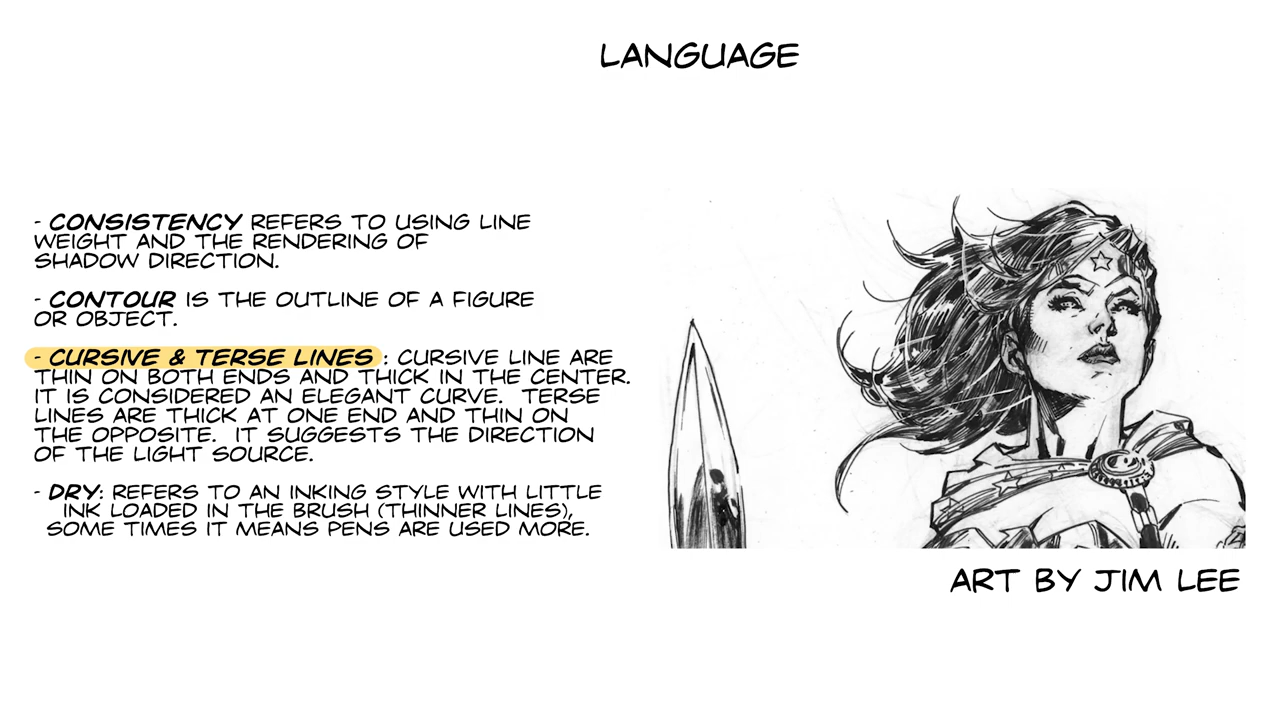 LANGUAGE
- CONSISTENCY REFERS TO USING LINE
WEIGHT AND THE RENDERING OF
SHADOW DIRECTION.
- CONTOUR IS THE OUTLINE OF A FIGURE
OR OBJECT.
- CURSIVE & TERSE LINES : CURSIVE LINE ARE
THIN ON BOTH ENDS AND THICK IN THE CENTER.
IT IS CONSIDERED AN ELEGANT CURVE. TERSE
LINES ARE THICK AT ONE END AND THIN ON
THE OPPOSITE. IT SUGGESTS THE DIRECTION
OF THE LIGHT SOURCE.
- DRY: REFERS TO AN INKING STYLE WITH LITTLE
INK LOADED IN THE BRUSH (THINNER LINES),
SOME TIMES IT MEANS PENS ARE USED MORE.
ART BY JIM LEE